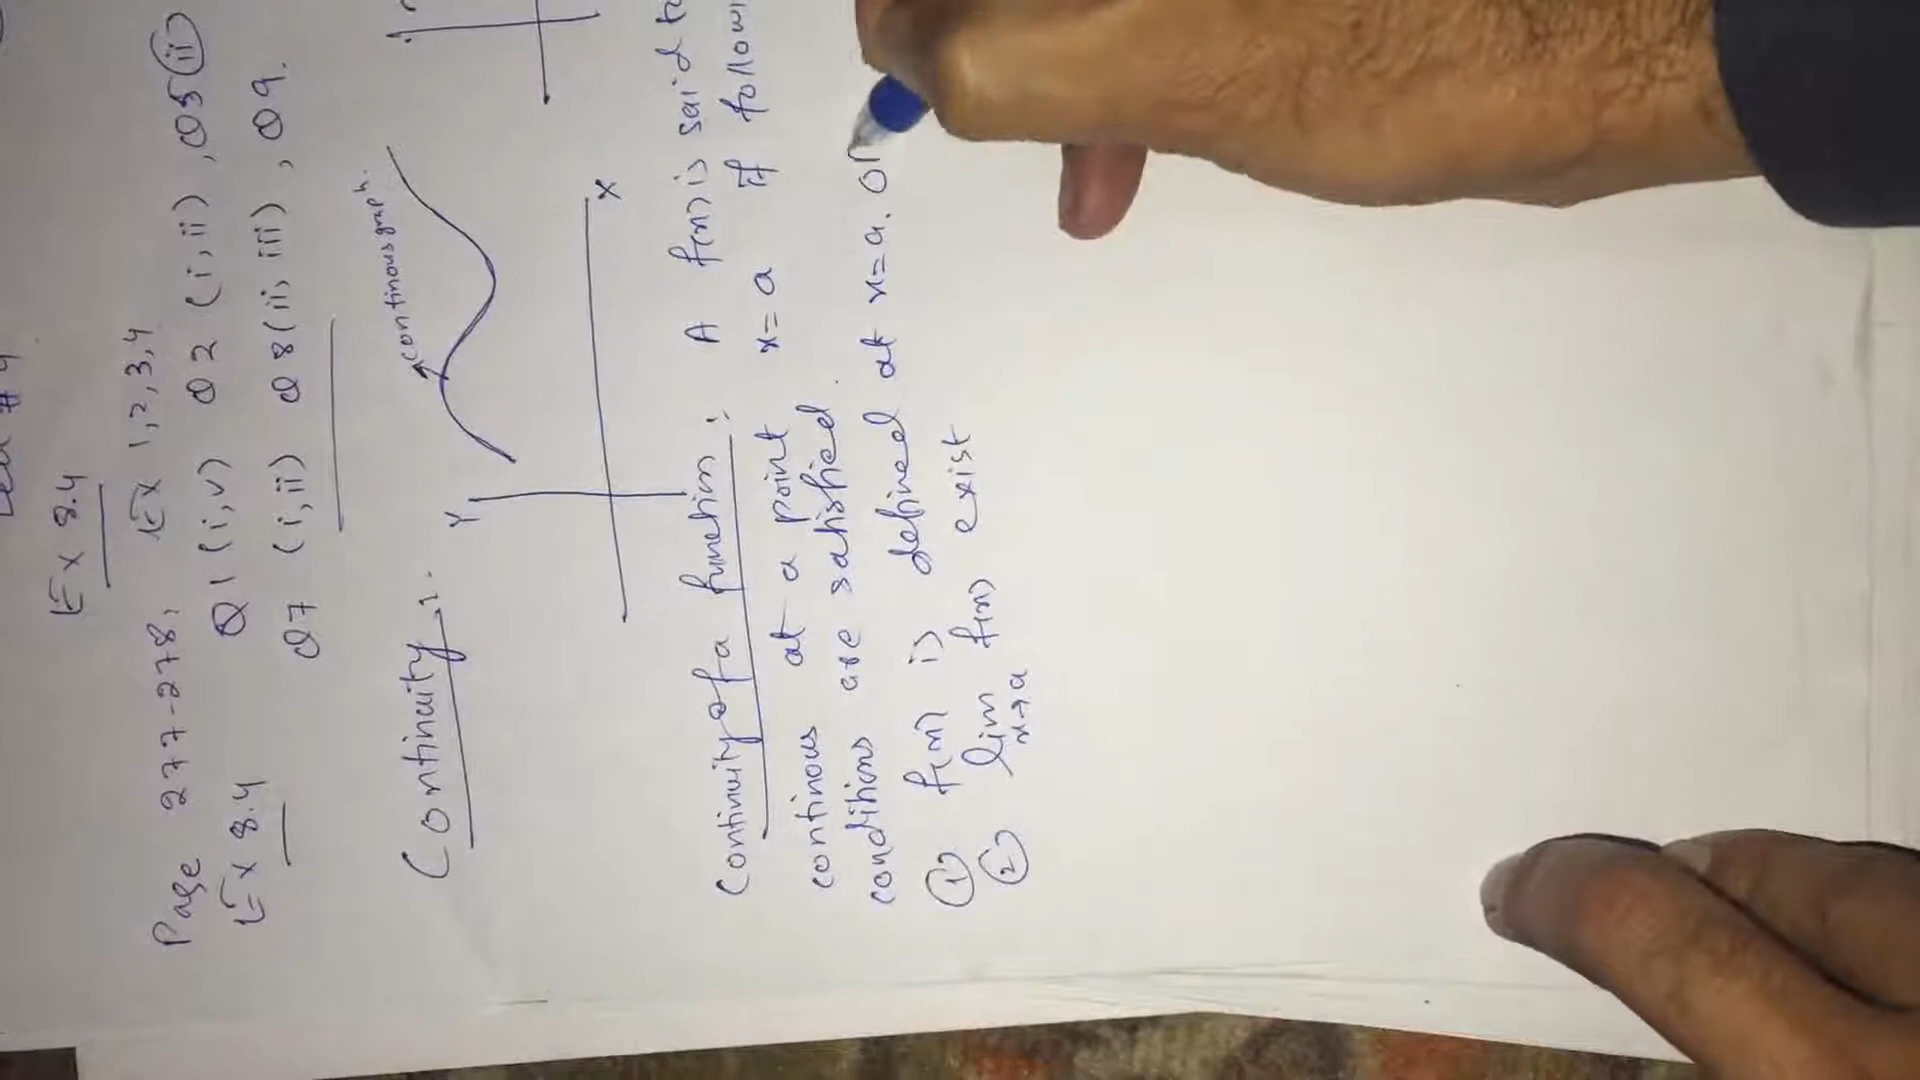 Ex 8.4
Page 277-278, Ex 1,2,3,4
Ex 8.4 Q1(i,v) Q2(i,ii), Q5(ii)
Q7 (i,ii) Q8(ii, iii), Q9.
Continuity:
Y
continous graph.
X
Continuity of a function: A f(x) is said to
continous at a point x=a if followi
conditions are satisfied.
(1) f(x) is defined at x=a. or
(2) lim f(x) exist
x→a